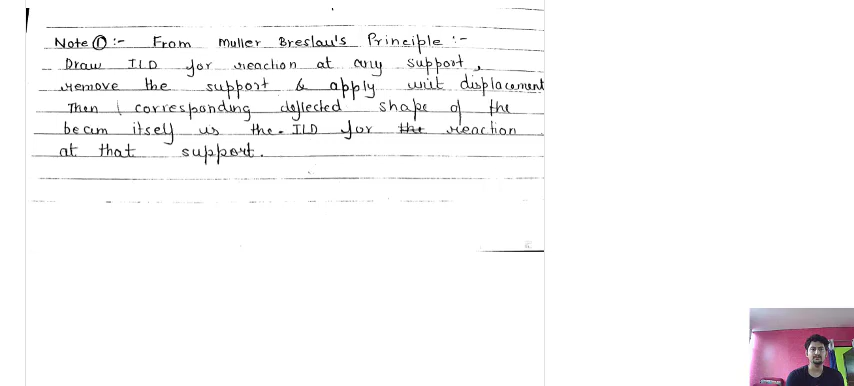 Note ① :- From Muller Breslau's Principle :-
Draw ILD for reaction at any support,
remove the support & apply unit displacement
Then corresponding deflected shape of the
beam itself is the ILD for the reaction
at that support.